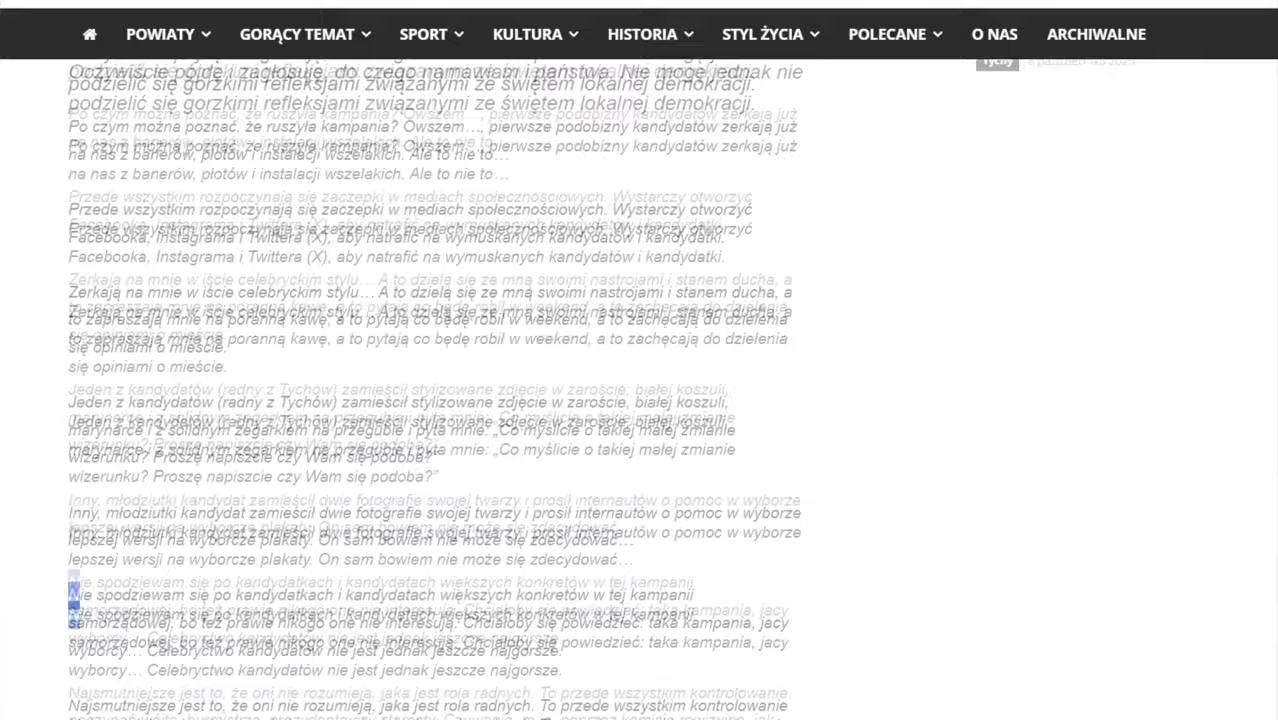 POWIATY GORĄCY TEMAT SPORT KULTURA HISTORIA STYL ŻYCIA POLECANE O NAS ARCHIWALNE
Tychy
Oczywiście pójdę i zagłosuję, do czego namawiam i państwa. Nie mogę jednak nie
podzielić się gorzkimi refleksjami związanymi ze świętem lokalnej demokracji.
Po czym można poznać, że ruszyła kampania? Owszem…, pierwsze podobizny kandydatów zerkają już
na nas z banerów, płotów i instalacji wszelakich. Ale to nie to…
Przede wszystkim rozpoczynają się zaczepki w mediach społecznościowych. Wystarczy otworzyć
Facebooka, Instagrama i Twittera (X), aby natrafić na wymuskanych kandydatów i kandydatki.
Zerkają na mnie w iście celebryckim stylu… A to dzielą się ze mną swoimi nastrojami i stanem ducha, a
to zapraszają mnie na poranną kawę, a to pytają co będę robił w weekend, a to zachęcają do dzielenia
się opiniami o mieście.
Jeden z kandydatów (radny z Tychów) zamieścił stylizowane zdjęcie w zaroście, białej koszuli,
marynarce i z solidnym zegarkiem na przegubie i pyta mnie: „Co myślicie o takiej małej zmianie
wizerunku? Proszę napiszcie czy Wam się podoba?”
Inny, młodziutki kandydat zamieścił dwie fotografie swojej twarzy i prosił internautów o pomoc w wyborze
lepszej wersji na wyborcze plakaty. On sam bowiem nie może się zdecydować…
Nie spodziewam się po kandydatkach i kandydatach większych konkretów w tej kampanii
samorządowej, bo też prawie nikogo one nie interesują. Chciałoby się powiedzieć: taka kampania, jacy
wyborcy… Celebryctwo kandydatów nie jest jednak jeszcze najgorsze.
Najsmutniejsze jest to, że oni nie rozumieją, jaka jest rola radnych. To przede wszystkim kontrolowanie